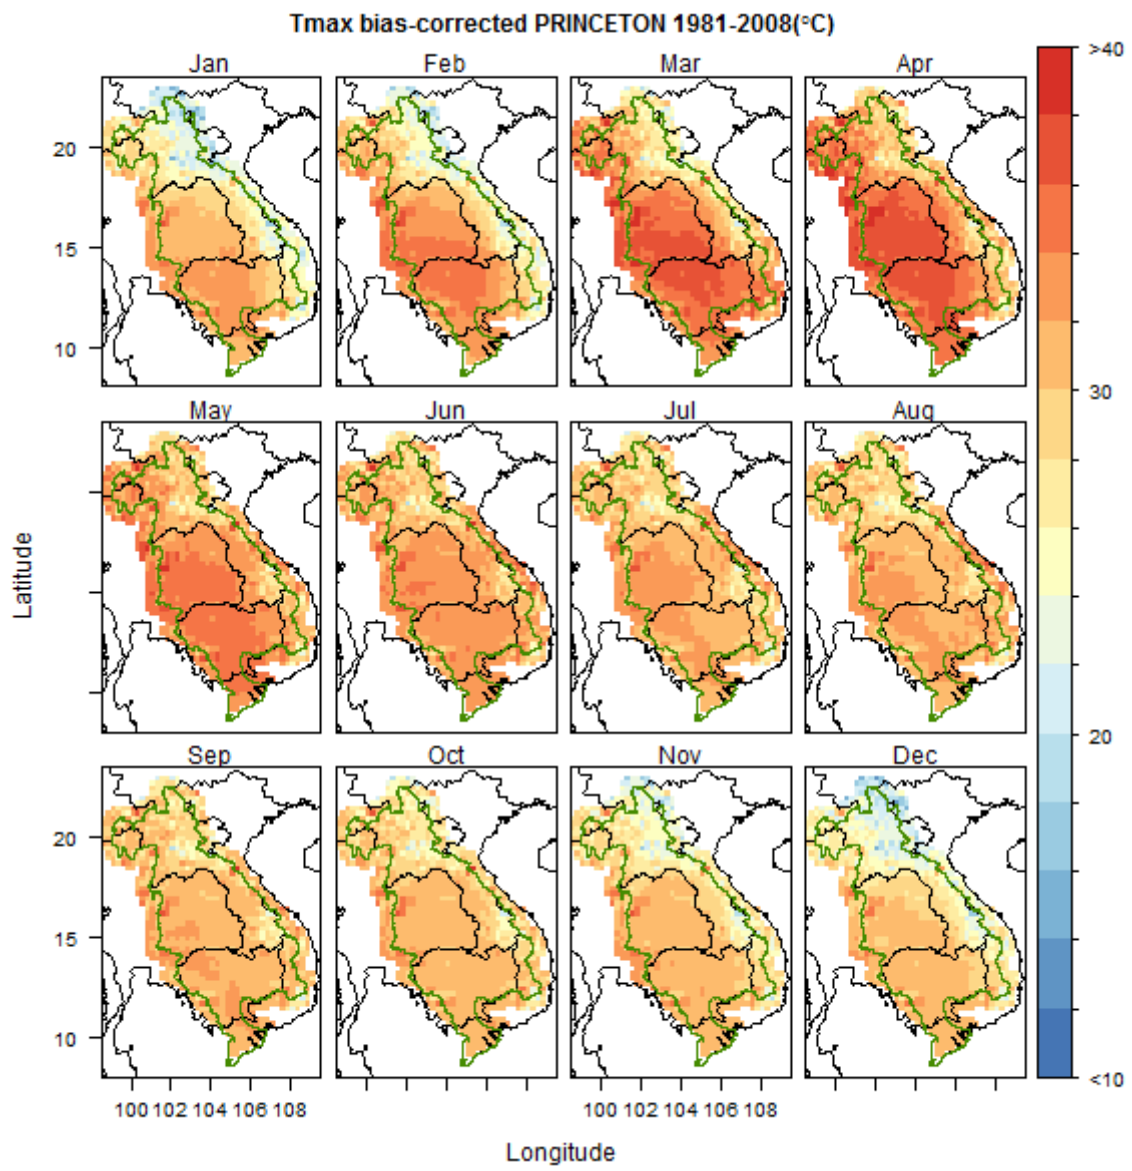 Tmax bias-corrected PRINCETON 1981-2008(°C)
Jan Feb Mar Apr
>40
20
15
10
30
May Jun Jul Aug
Latitude
20
Sep Oct Nov Dec
20
15
10
<10
100 102 104 106 108 100 102 104 106 108
Longitude